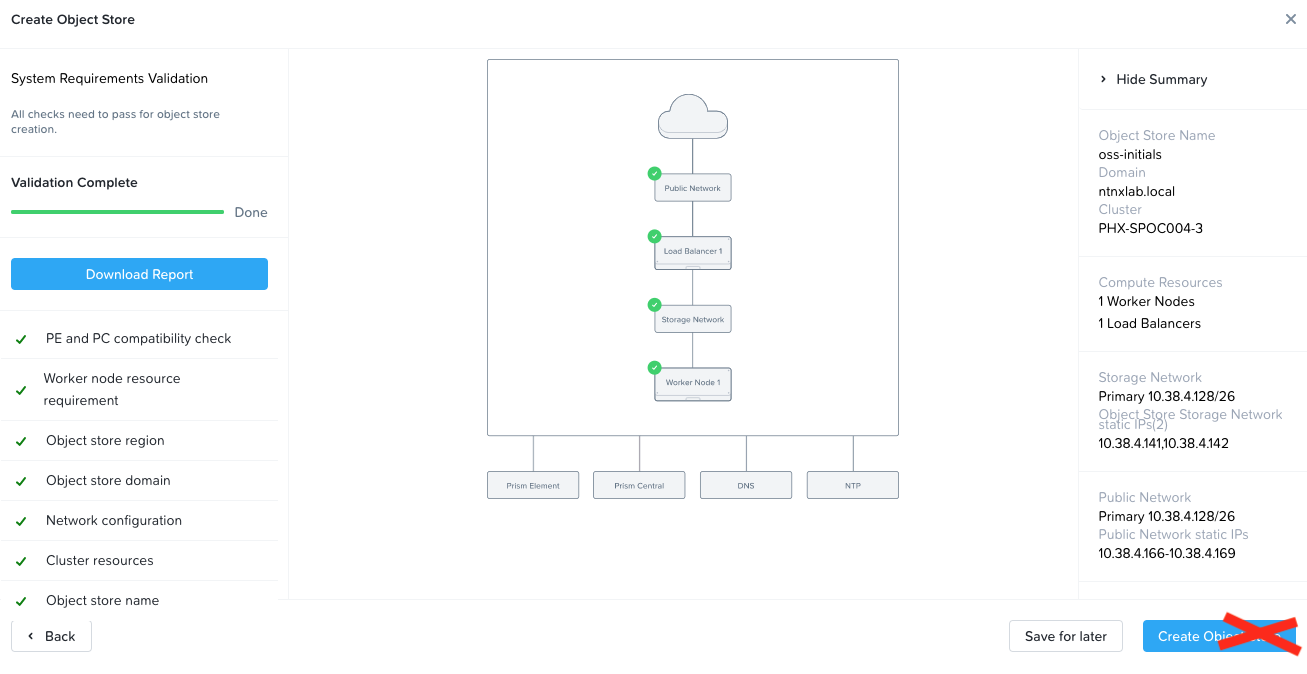 Create Object Store
System Requirements Validation
All checks need to pass for object store
creation.
Validation Complete
Done
Download Report
PE and PC compatibility check
Worker node resource
requirement
Object store region
Object store domain
Network configuration
Cluster resources
Object store name
Back
Public Network
Load Balancer 1
Storage Network
Worker Node 1
Prism Element
Prism Central
DNS
NTP
Hide Summary
Object Store Name
oss-initials
Domain
ntnxlab.local
Cluster
PHX-SPOC004-3
Compute Resources
1 Worker Nodes
1 Load Balancers
Storage Network
Primary 10.38.4.128/26
Object Store Storage Network
static IPs(2)
10.38.4.141,10.38.4.142
Public Network
Primary 10.38.4.128/26
Public Network static IPs
10.38.4.166-10.38.4.169
Save for later
Create Object